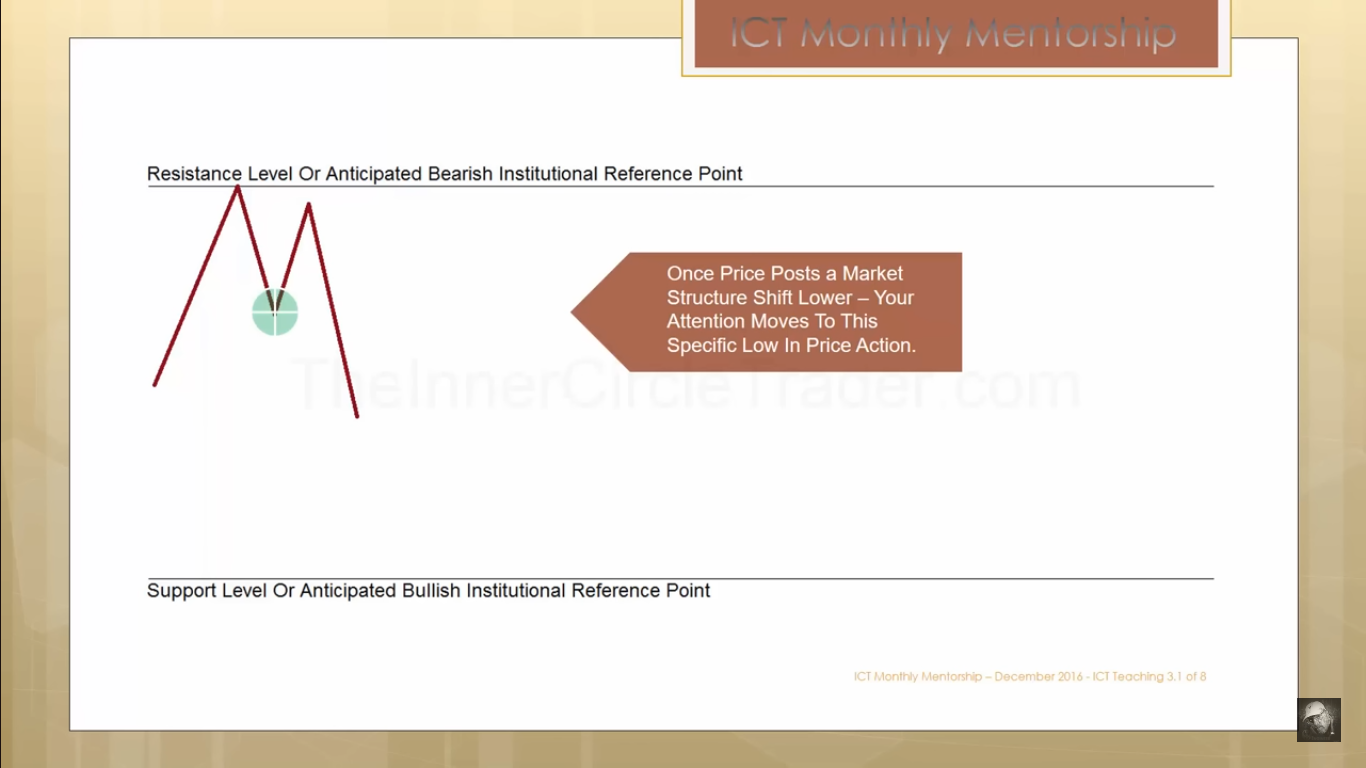 ICT Monthly Mentorship
Resistance Level Or Anticipated Bearish Institutional Reference Point
Once Price Posts a Market
Structure Shift Lower – Your
Attention Moves To This
Specific Low In Price Action.
TheInnerCircleTrader.com
Support Level Or Anticipated Bullish Institutional Reference Point
ICT Monthly Mentorship – December 2016 - ICT Teaching 3.1 of 8